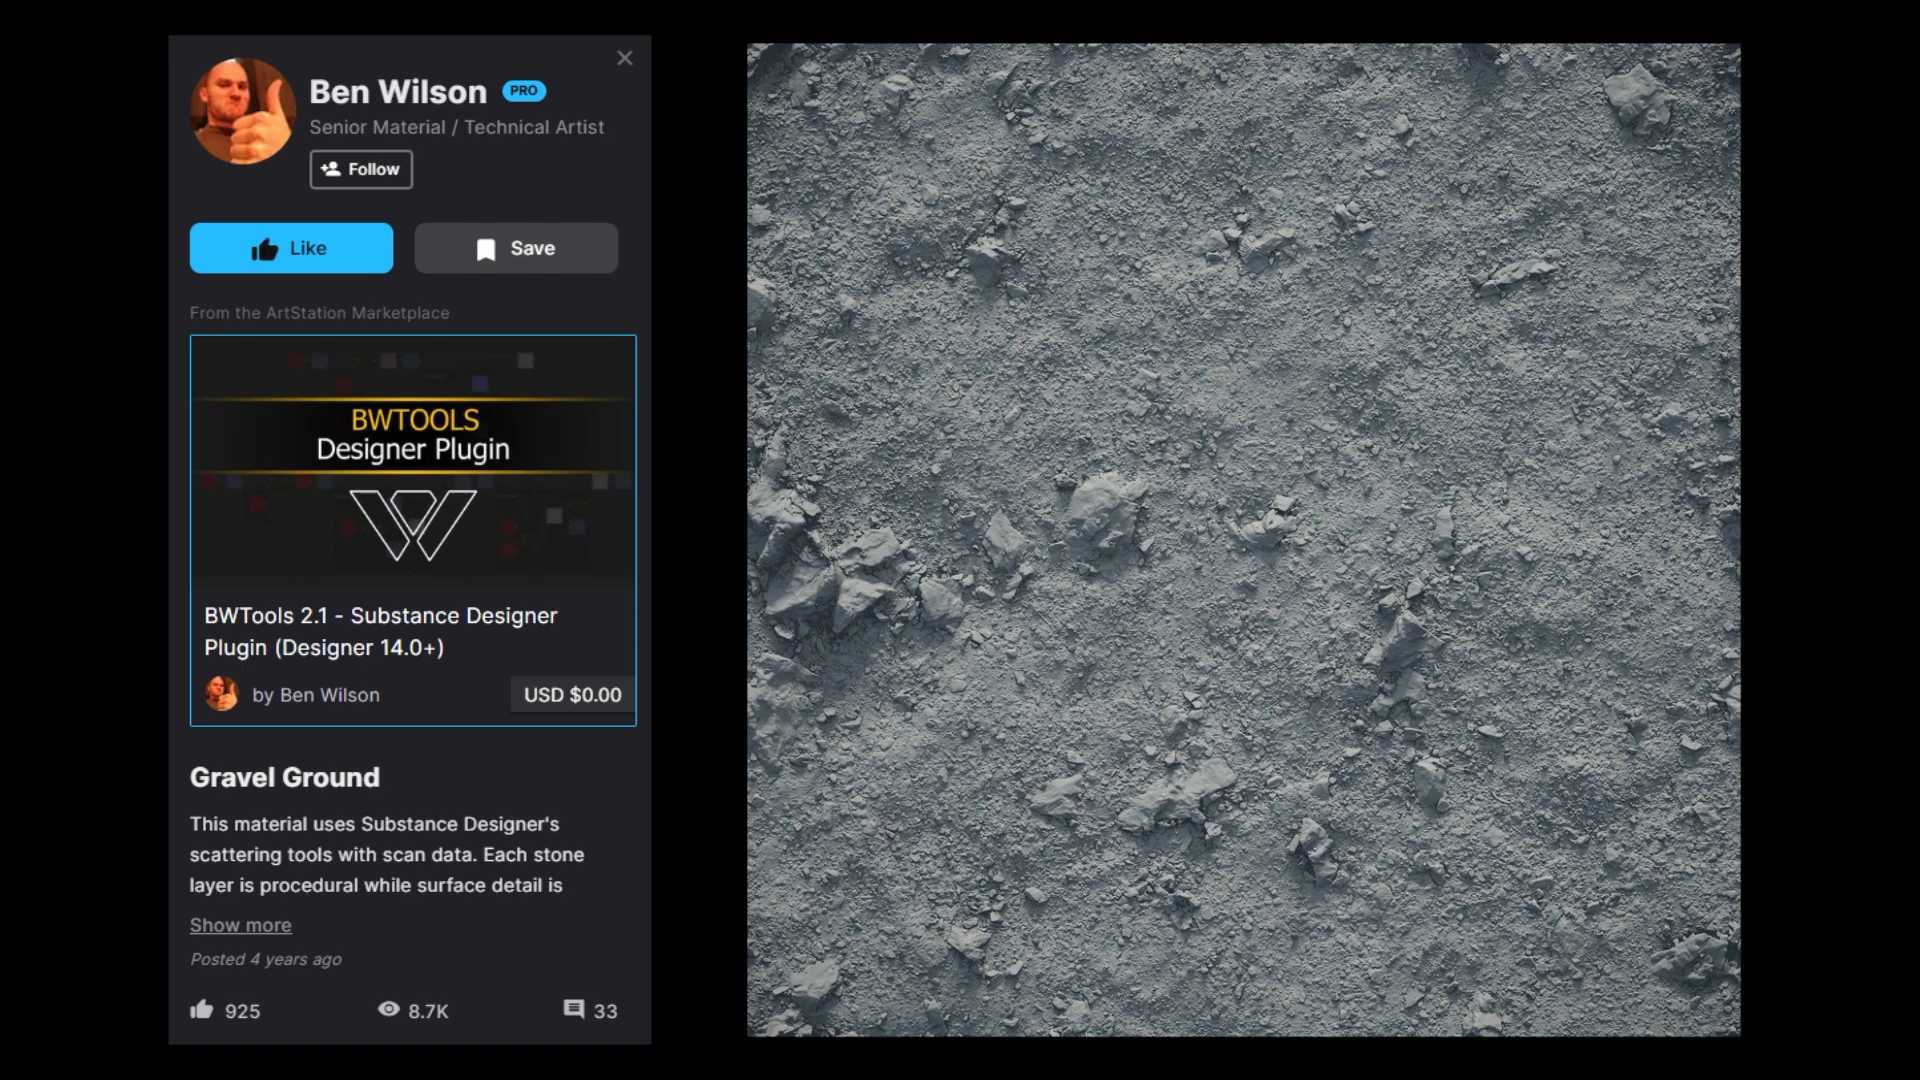 Ben Wilson PRO
Senior Material / Technical Artist
Follow
Like
Save
From the ArtStation Marketplace
BWTOOLS
Designer Plugin
BWTools 2.1 - Substance Designer
Plugin (Designer 14.0+)
by Ben Wilson
USD $0.00
Gravel Ground
This material uses Substance Designer's
scattering tools with scan data. Each stone
layer is procedural while surface detail is
Show more
Posted 4 years ago
925
8.7K
33